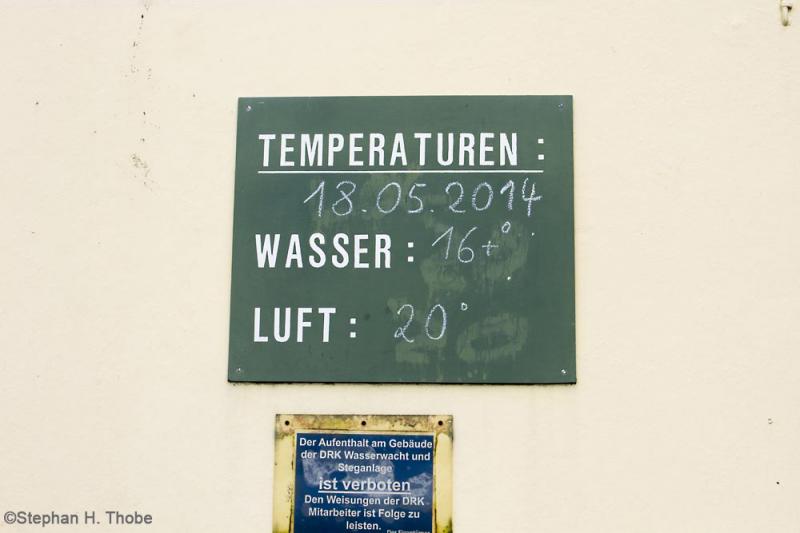 TEMPERATUREN :
18.05.2014
WASSER : 16+°
LUFT : 20°
Der Aufenthalt am Gebäude
der DRK Wasserwacht und
Steganlage
ist verboten
Den Weisungen der DRK
Mitarbeiter ist Folge zu
leisten.
©Stephan H. Thobe